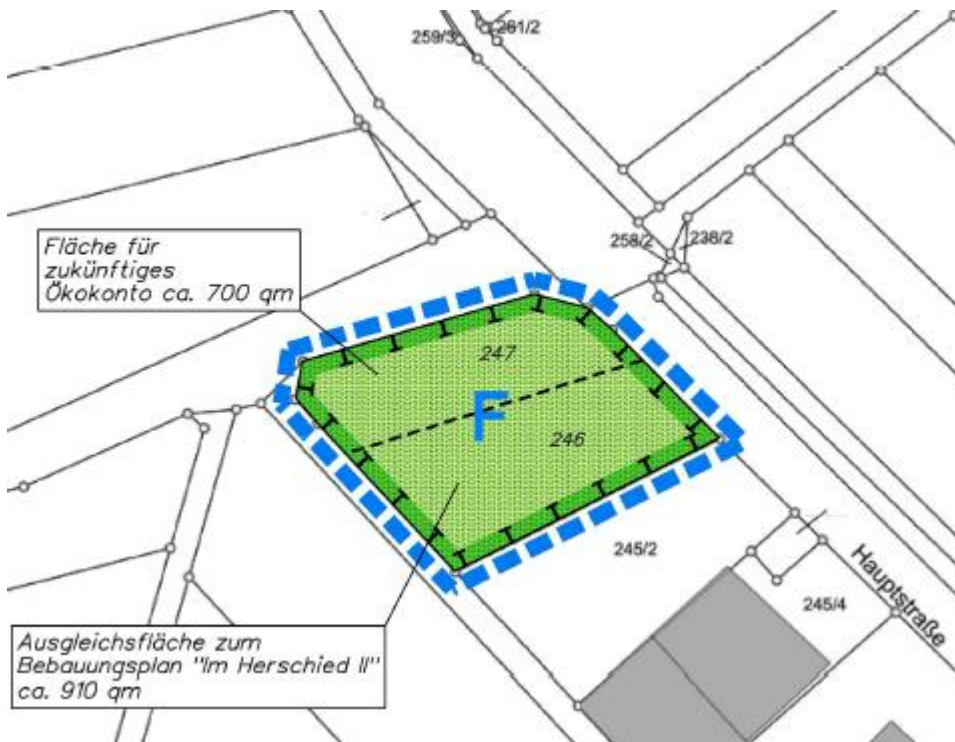 259/3
261/2
258/2
238/2
Fläche für
zukünftiges
Ökokonto ca. 700 qm
247
F
246
245/2
Hauptstraße
245/4
Ausgleichsfläche zum
Bebauungsplan "Im Herschied II"
ca. 910 qm